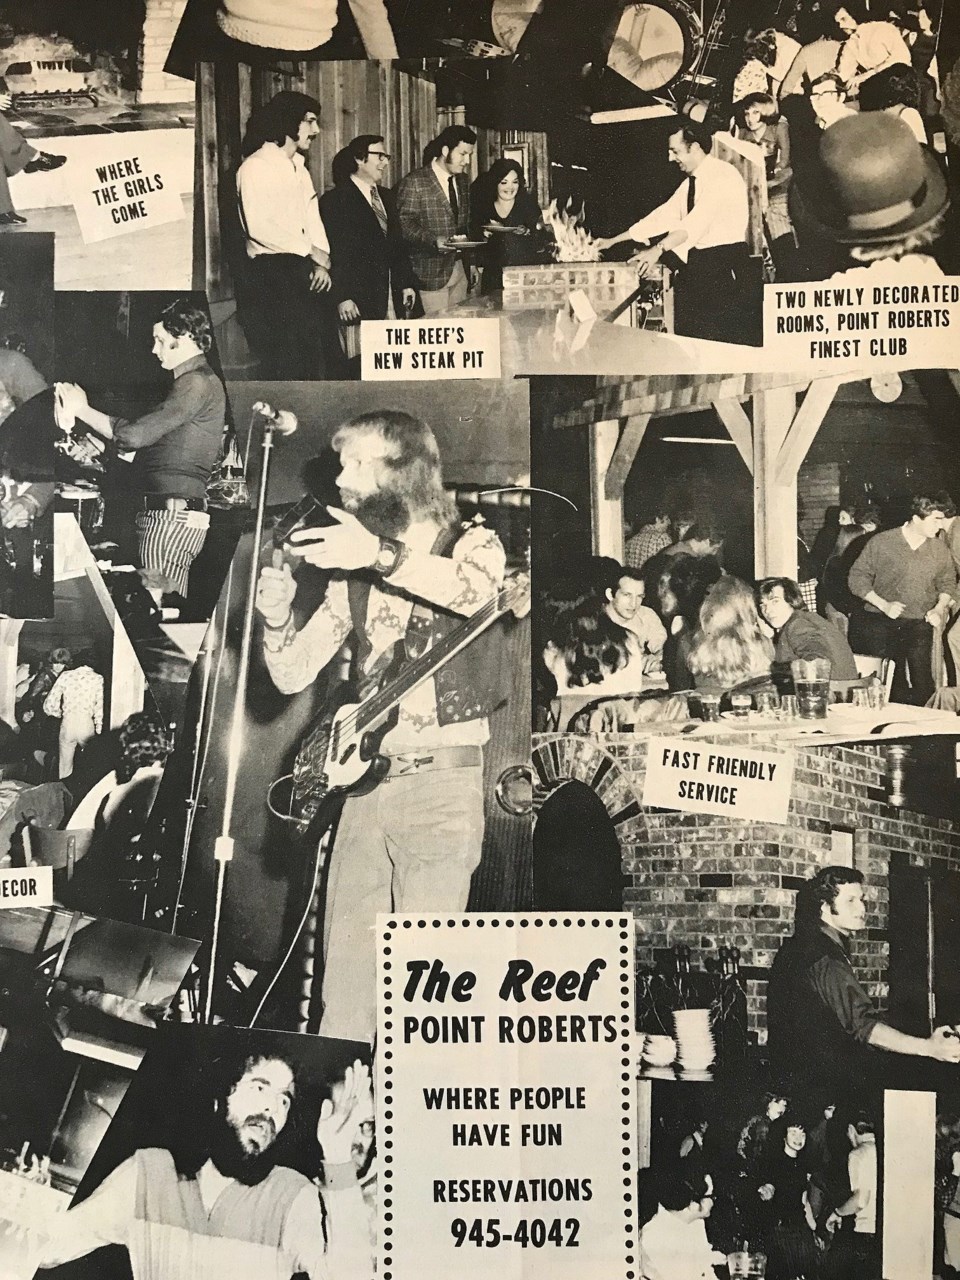 WHERE
THE GIRLS
COME
THE REEF'S
NEW STEAK PIT
TWO NEWLY DECORATED
ROOMS, POINT ROBERTS
FINEST CLUB
FAST FRIENDLY
SERVICE
DECOR
The Reef
POINT ROBERTS
WHERE PEOPLE
HAVE FUN
RESERVATIONS
945-4042